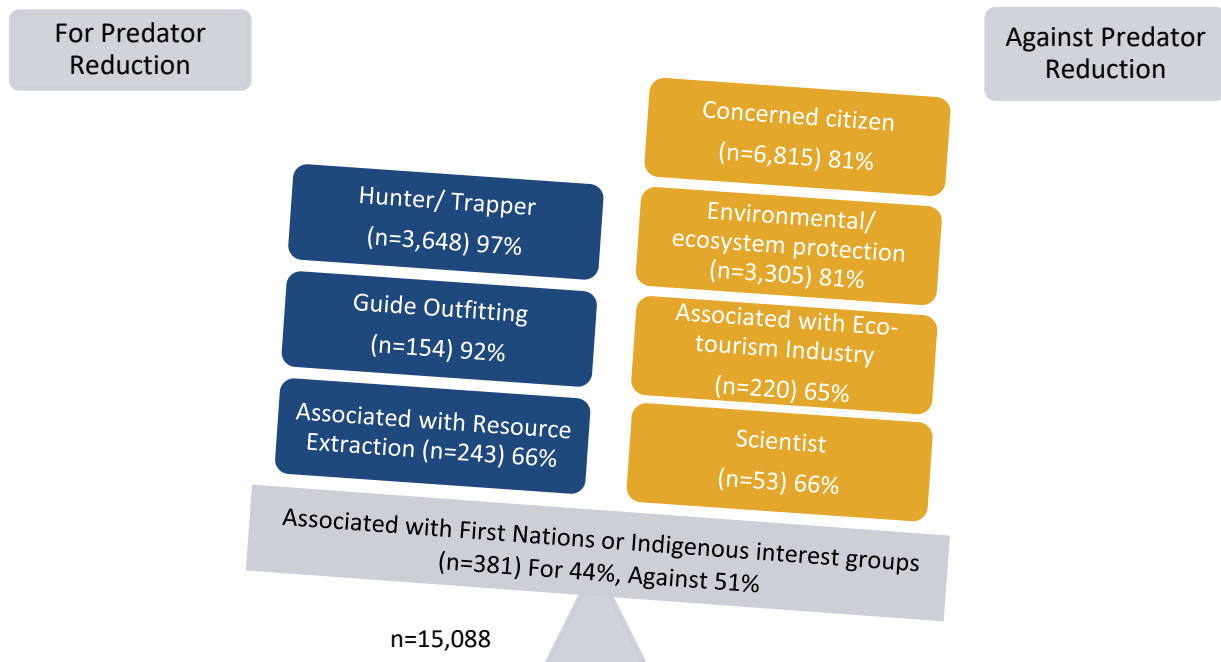 For Predator
Reduction
Against Predator
Reduction
Hunter/ Trapper
(n=3,648) 97%
Guide Outfitting
(n=154) 92%
Associated with Resource
Extraction (n=243) 66%
Concerned citizen
(n=6,815) 81%
Environmental/
ecosystem protection
(n=3,305) 81%
Associated with Eco-
tourism Industry
(n=220) 65%
Scientist
(n=53) 66%
Associated with First Nations or Indigenous interest groups
(n=381) For 44%, Against 51%
n=15,088